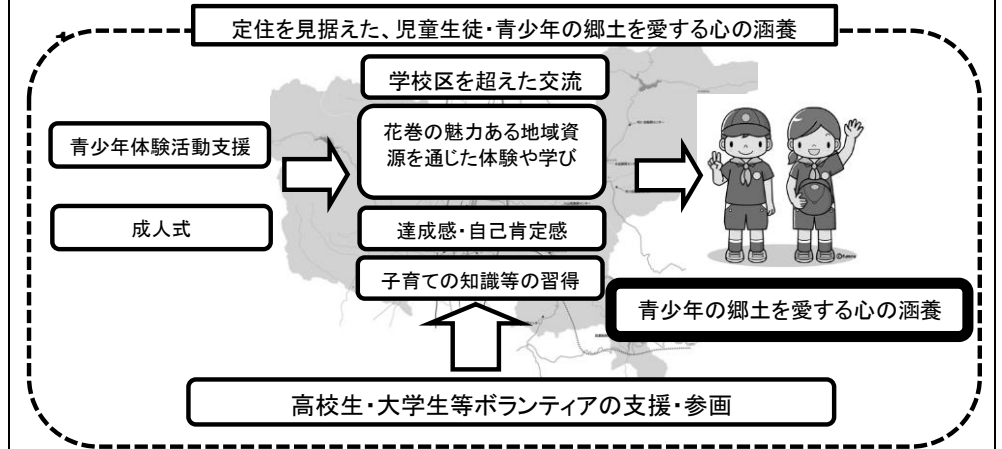 定住を見据えた、児童生徒・青少年の郷土を愛する心の涵養
学校区を超えた交流
青少年体験活動支援
花巻の魅力ある地域資
源を通じた体験や学び
成人式
達成感・自己肯定感
子育ての知識等の習得
青少年の郷土を愛する心の涵養
高校生・大学生等ボランティアの支援・参画